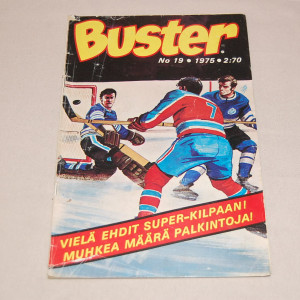 Buster
No 19 • 1975 • 2:70
7
VIELÄ EHDIT SUPER-KILPAAN!
MUHKEA MÄÄRÄ PALKINTOJA!